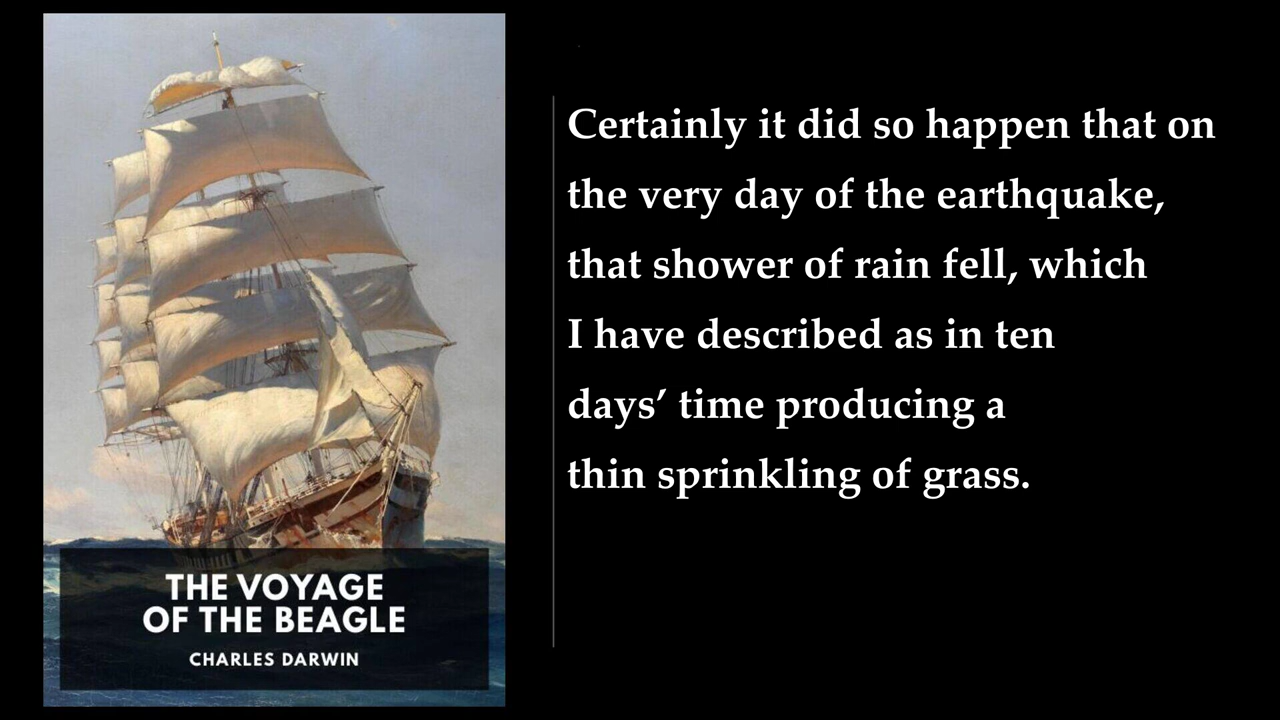 THE VOYAGE
OF THE BEAGLE
CHARLES DARWIN
Certainly it did so happen that on
the very day of the earthquake,
that shower of rain fell, which
I have described as in ten
days’ time producing a
thin sprinkling of grass.